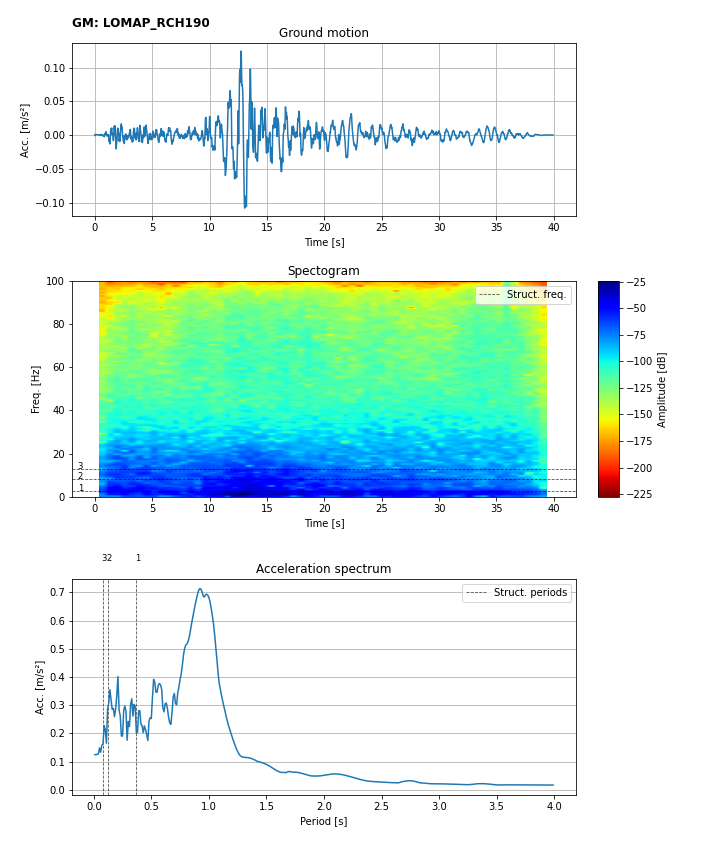 GM: LOMAP_RCH190
Ground motion
0.10
0.05
0.00
−0.05
−0.10
Acc. [m/s²]
0 5 10 15 20 25 30 35 40
Time [s]
Spectogram
100
80
60
40
20
0
Freq. [Hz]
3
2
1
Struct. freq.
0 5 10 15 20 25 30 35 40
Time [s]
−25
−50
−75
−100
−125
−150
−175
−200
−225
Amplitude [dB]
32 1
Acceleration spectrum
0.7
0.6
0.5
0.4
0.3
0.2
0.1
0.0
Acc. [m/s²]
Struct. periods
0.0 0.5 1.0 1.5 2.0 2.5 3.0 3.5 4.0
Period [s]